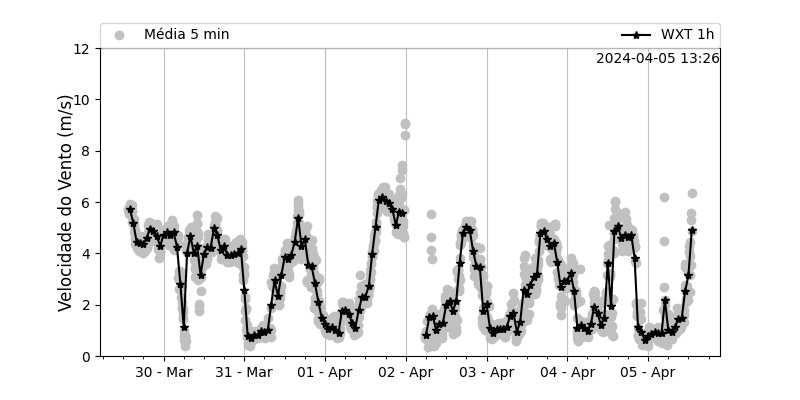 Média 5 min
WXT 1h
2024-04-05 13:26
Velocidade do Vento (m/s)
12
10
8
6
4
2
0
30 - Mar
31 - Mar
01 - Apr
02 - Apr
03 - Apr
04 - Apr
05 - Apr